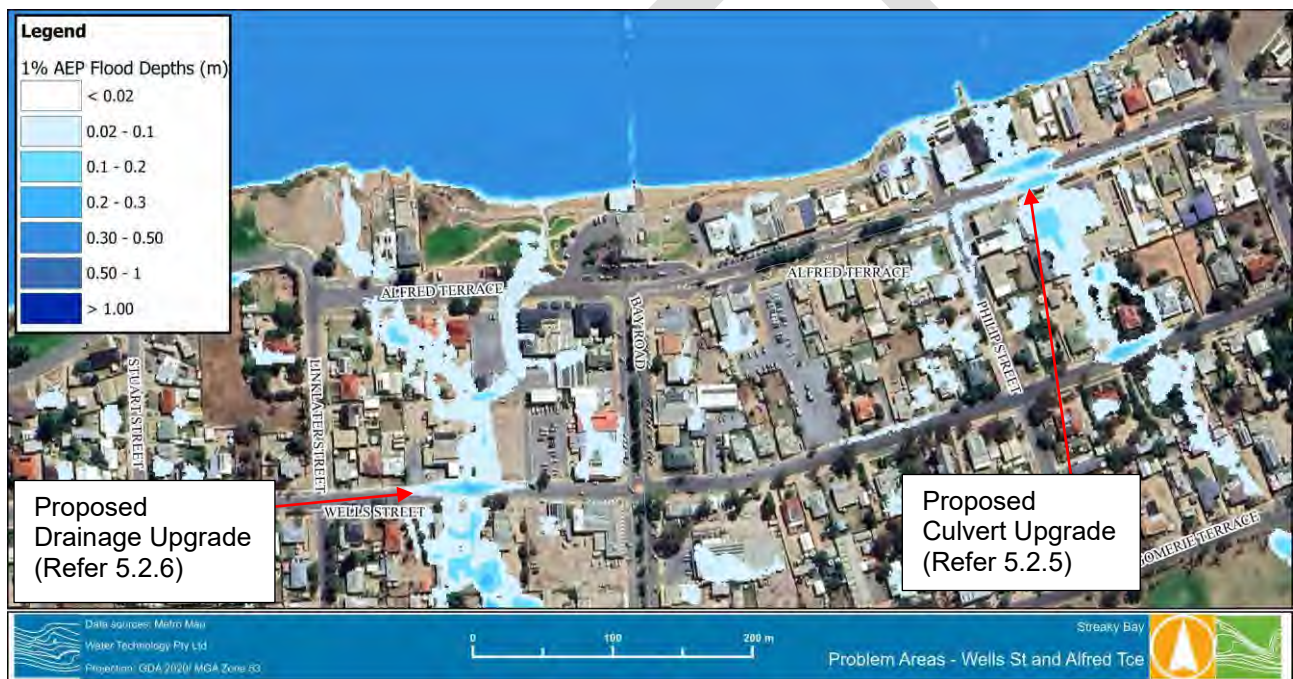 Legend
1% AEP Flood Depths (m)
< 0.02
0.02 - 0.1
0.1 - 0.2
0.2 - 0.3
0.30 - 0.50
0.50 - 1
> 1.00
ALFRED TERRACE
ALFRED TERRACE
BAY ROAD
PHILIP STREET
STUART STREET
LINKLATER STREET
WELLS STREET
OMERIE TERRACE
Proposed
Drainage Upgrade
(Refer 5.2.6)
Proposed
Culvert Upgrade
(Refer 5.2.5)
Data sources: Metro Map
Water Technology Pty Ltd
Projection: GDA 2020/ MGA Zone 53
0 100 200 m
Streaky Bay
Problem Areas - Wells St and Alfred Tce